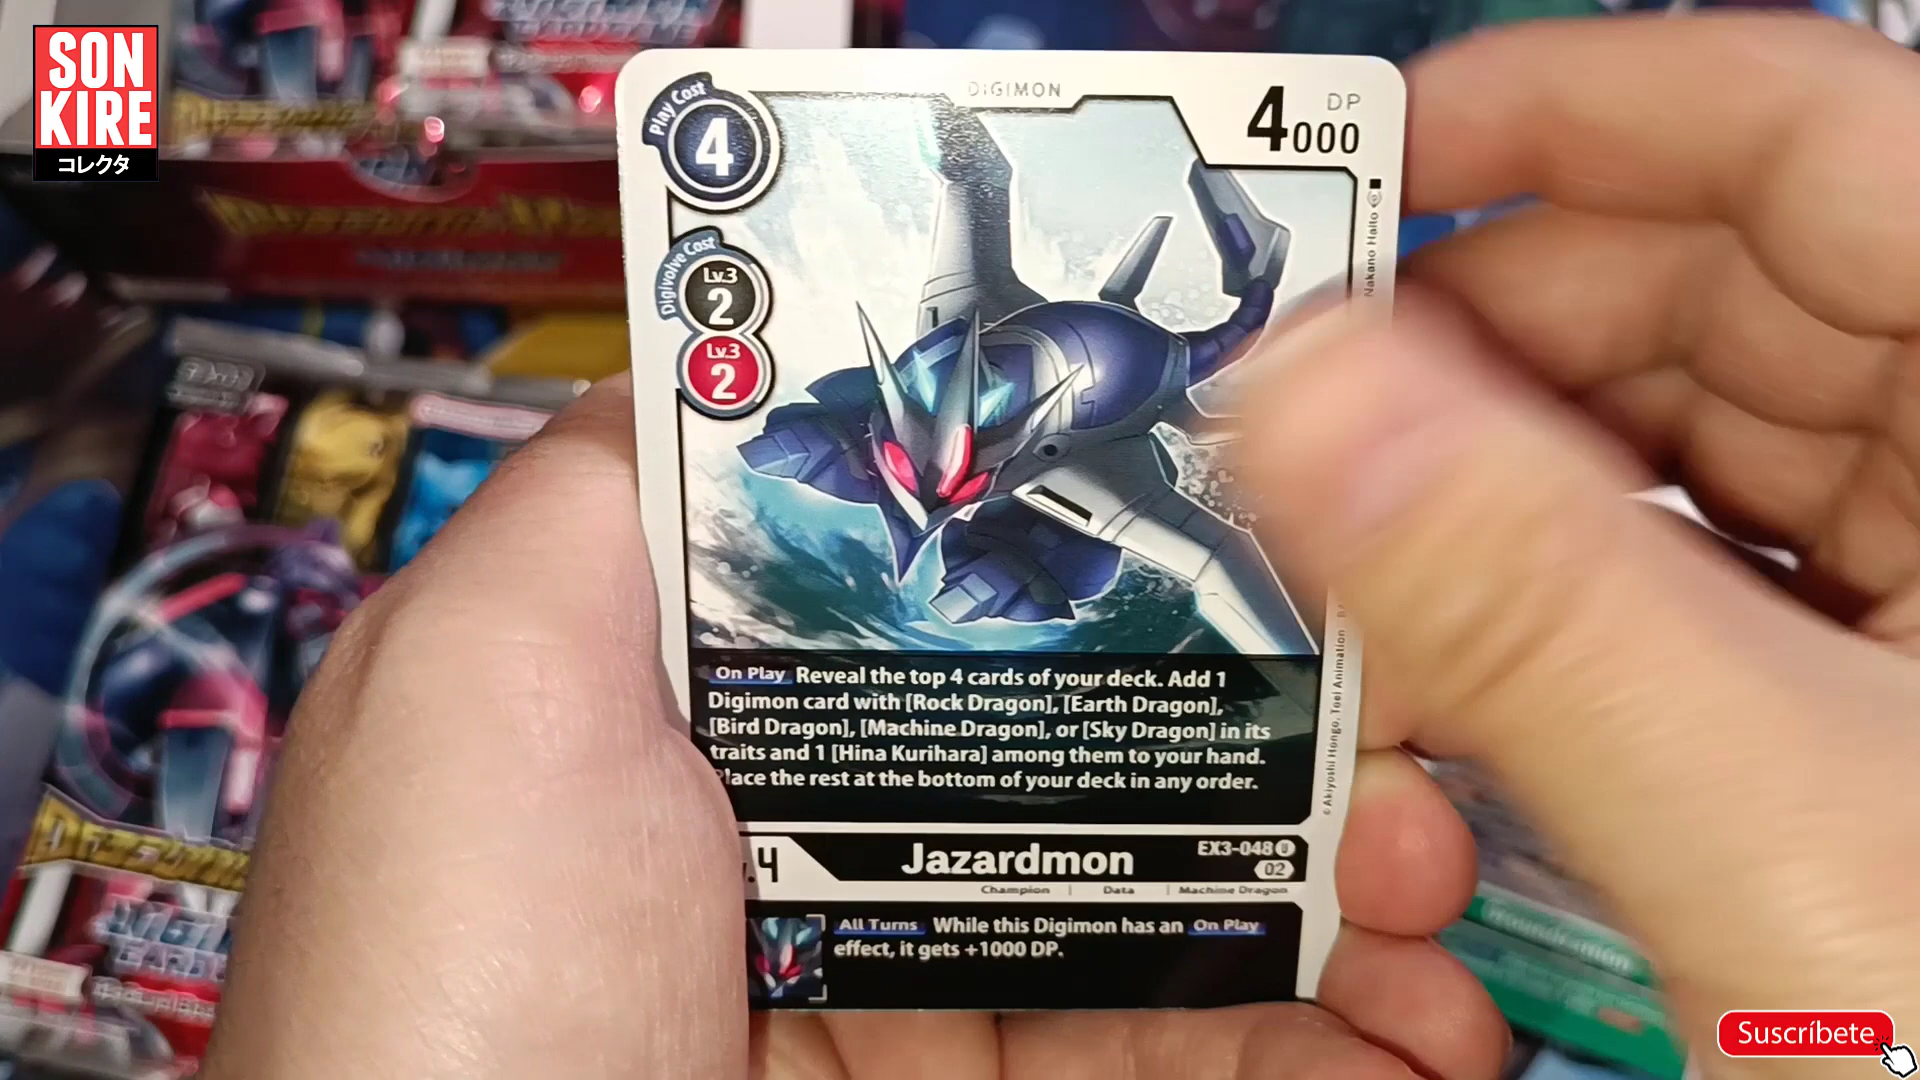 SON
KIRE
コレクタ
DIGIMON
Play Cost
4
4000
DP
Digivolve Cost
Lv.3
2
Lv.3
2
Nakano Haito
On Play Reveal the top 4 cards of your deck. Add 1
Digimon card with [Rock Dragon], [Earth Dragon],
[Bird Dragon], [Machine Dragon], or [Sky Dragon] in its
traits and 1 [Hina Kurihara] among them to your hand.
Place the rest at the bottom of your deck in any order.
©Akiyoshi Hongo, Toei Animation
.4
Jazardmon
EX3-048 U
02
Champion | Data | Machine Dragon
All Turns While this Digimon has an On Play
effect, it gets +1000 DP.
Suscríbete